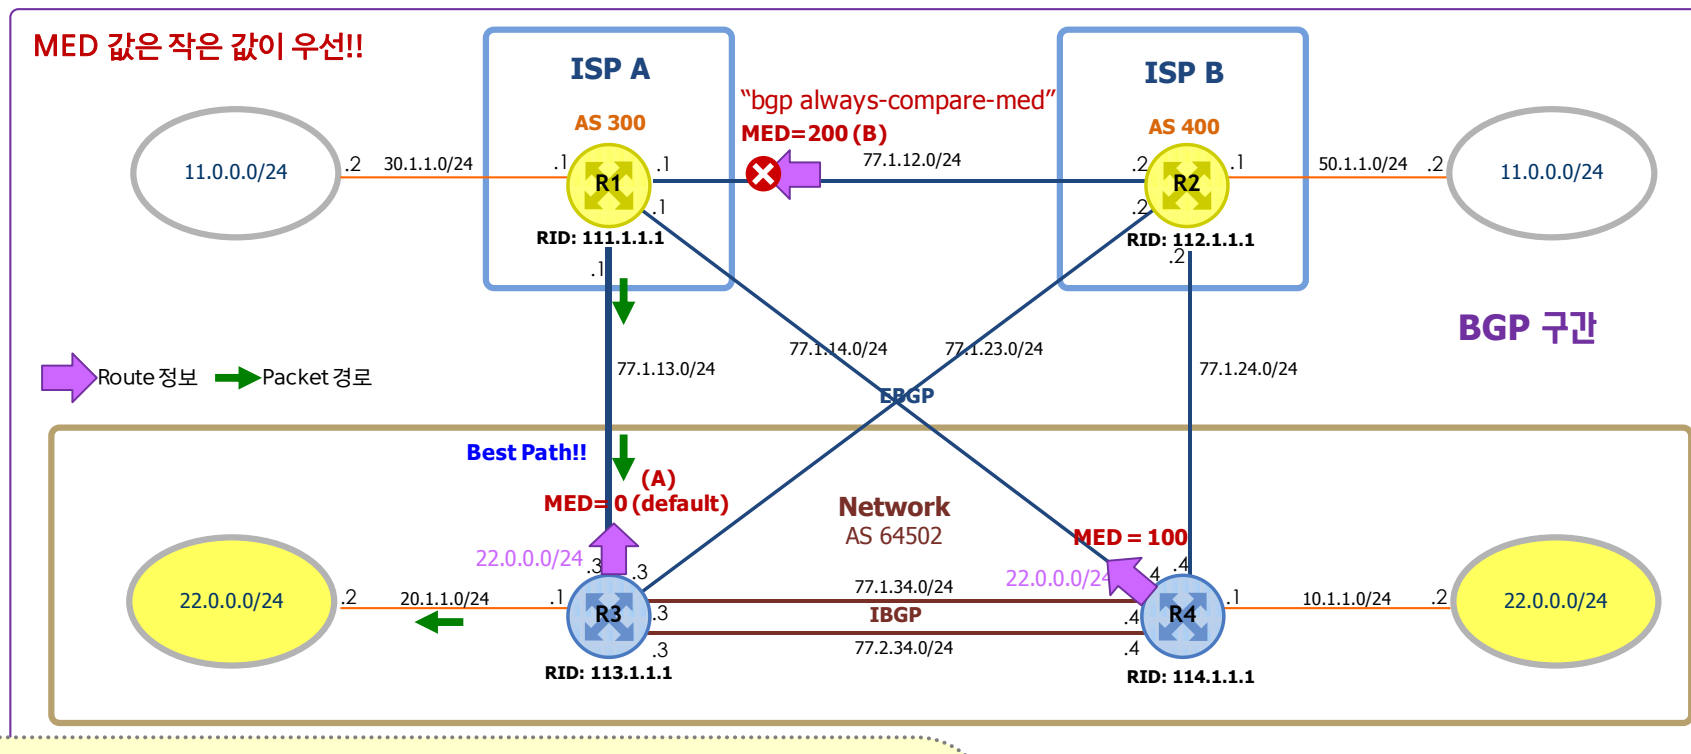 MED 값은 작은 값이 우선!!
ISP A
ISP B
"bgp always-compare-med"
AS 300
MED=200 (B)
AS 400
11.0.0.0/24
.2
30.1.1.0/24
.1
R1
.1
77.1.12.0/24
.2
R2
.1
50.1.1.0/24
.2
11.0.0.0/24
.1
.2
RID: 111.1.1.1
RID: 112.1.1.1
.1
.2
BGP 구간
77.1.14.0/24
77.1.23.0/24
77.1.13.0/24
77.1.24.0/24
Route 정보
Packet 경로
EBGP
Best Path!!
(A)
MED= 0 (default)
Network
AS 64502
MED = 100
22.0.0.0/24
.3
.3
22.0.0.0/24
.4
.4
22.0.0.0/24
.2
20.1.1.0/24
.1
R3
.3
77.1.34.0/24
IBGP
.4
R4
.1
10.1.1.0/24
.2
22.0.0.0/24
.3
77.2.34.0/24
.4
RID: 113.1.1.1
RID: 114.1.1.1